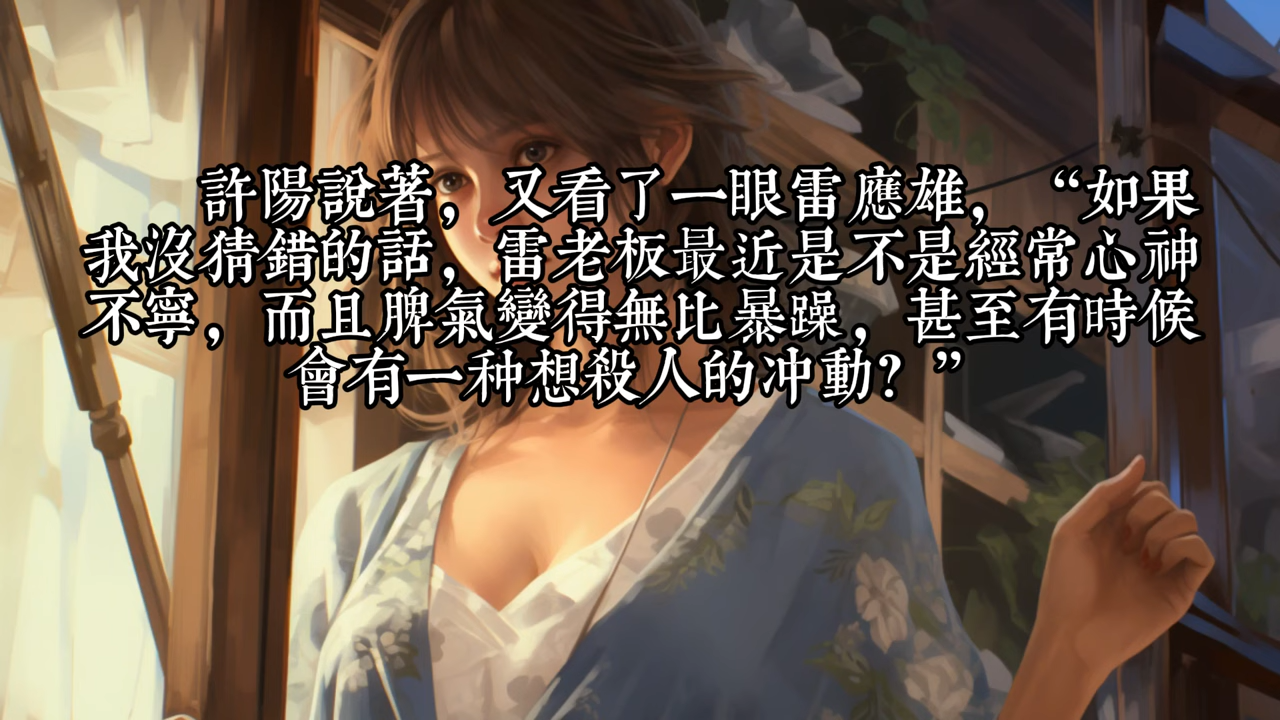 許陽說著，又看了一眼雷應雄，“如果
我沒猜錯的話，雷老板最近是不是經常心神
不寧，而且脾氣變得無比暴躁，甚至有時候
會有一种想殺人的冲動？”